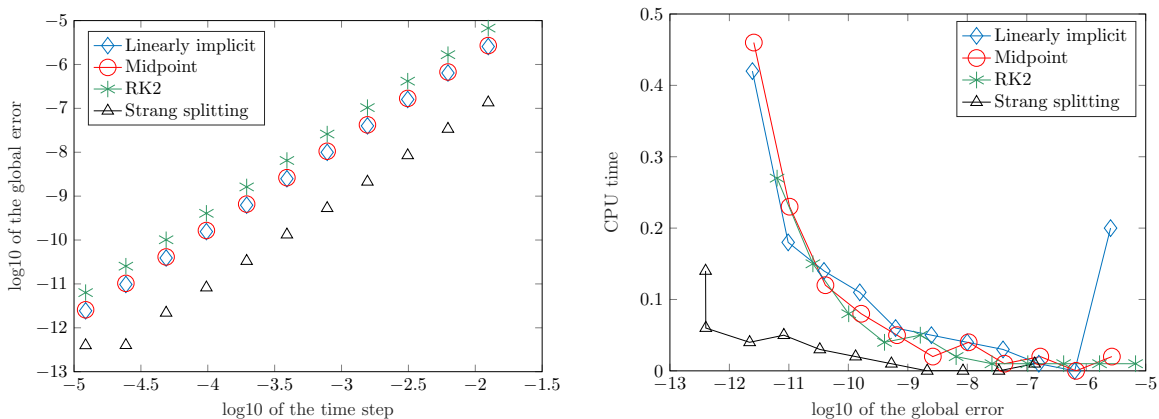 −5
−6
−7
−8
−9
−10
−11
−12
−13
−5
−4.5
−4
−3.5
−3
−2.5
−2
−1.5
log10 of the time step
log10 of the global error
Linearly implicit
Midpoint
RK2
Strang splitting
0.5
0.4
0.3
0.2
0.1
0
−13
−12
−11
−10
−9
−8
−7
−6
−5
log10 of the global error
CPU time
Linearly implicit
Midpoint
RK2
Strang splitting